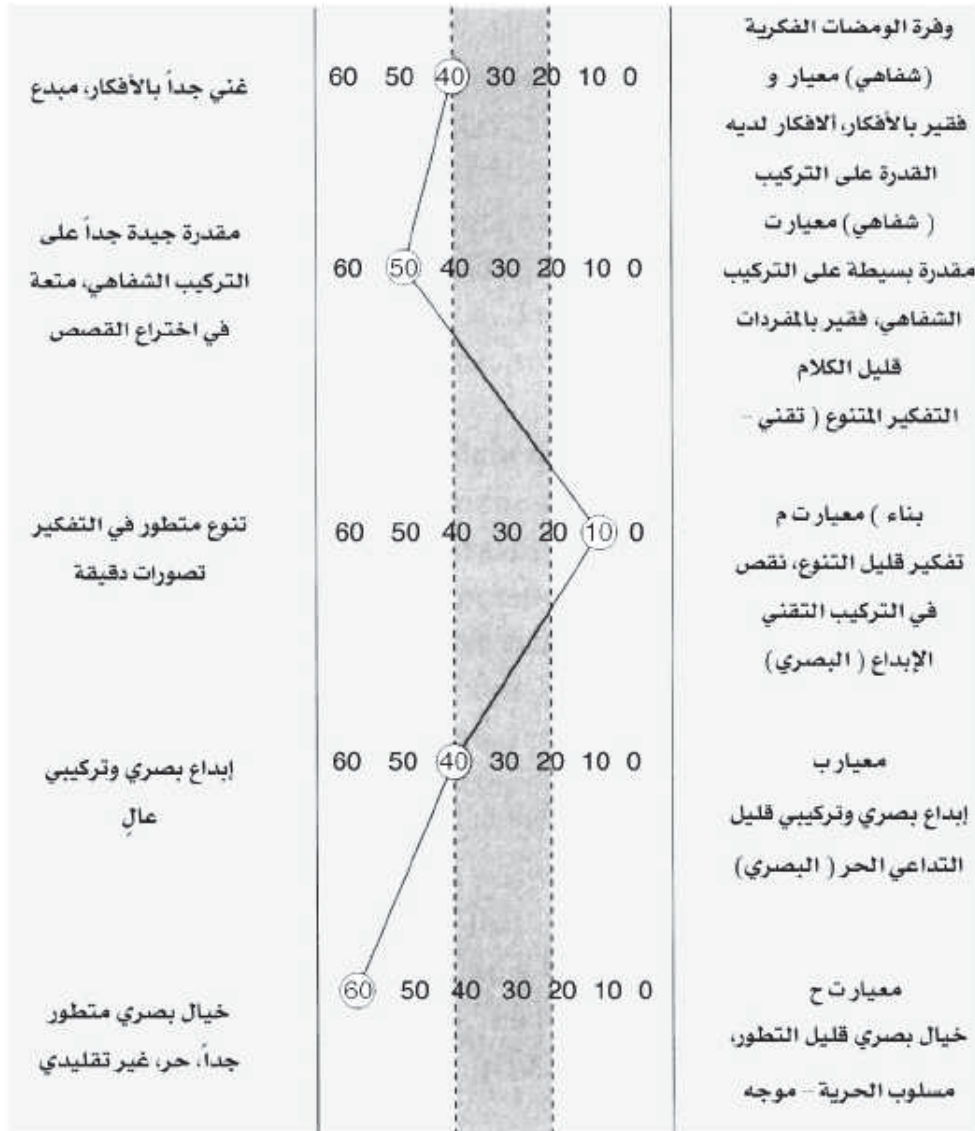 وفرة الومضات الفكرية
(شفاهي) معيار و
فقير بالأفكار، ألافكار لديه
القدرة على التركيب
غني جداً بالأفكار، مبدع
60 50 40 30 20 10 0
( شفاهي) معيار ت
مقدرة بسيطة على التركيب
الشفاهي، فقير بالمفردات
قليل الكلام
التفكير المتنوع ( تقني –
مقدرة جيدة جداً على
التركيب الشفاهي، متعة
في اختراع القصص
60 50 40 30 20 10 0
بناء ) معيار ت م
تفكير قليل التنوع، نقص
في التركيب التقني
الإبداع ( البصري)
تنوع متطور في التفكير
تصورات دقيقة
60 50 40 30 20 10 0
معيار ب
إبداع بصري وتركيبي قليل
التداعي الحر ( البصري)
إبداع بصري وتركيبي
عالٍ
60 50 40 30 20 10 0
معيار ت ح
خيال بصري قليل التطور،
مسلوب الحرية – موجه
خيال بصري متطور
جداً، حر، غير تقليدي
60 50 40 30 20 10 0